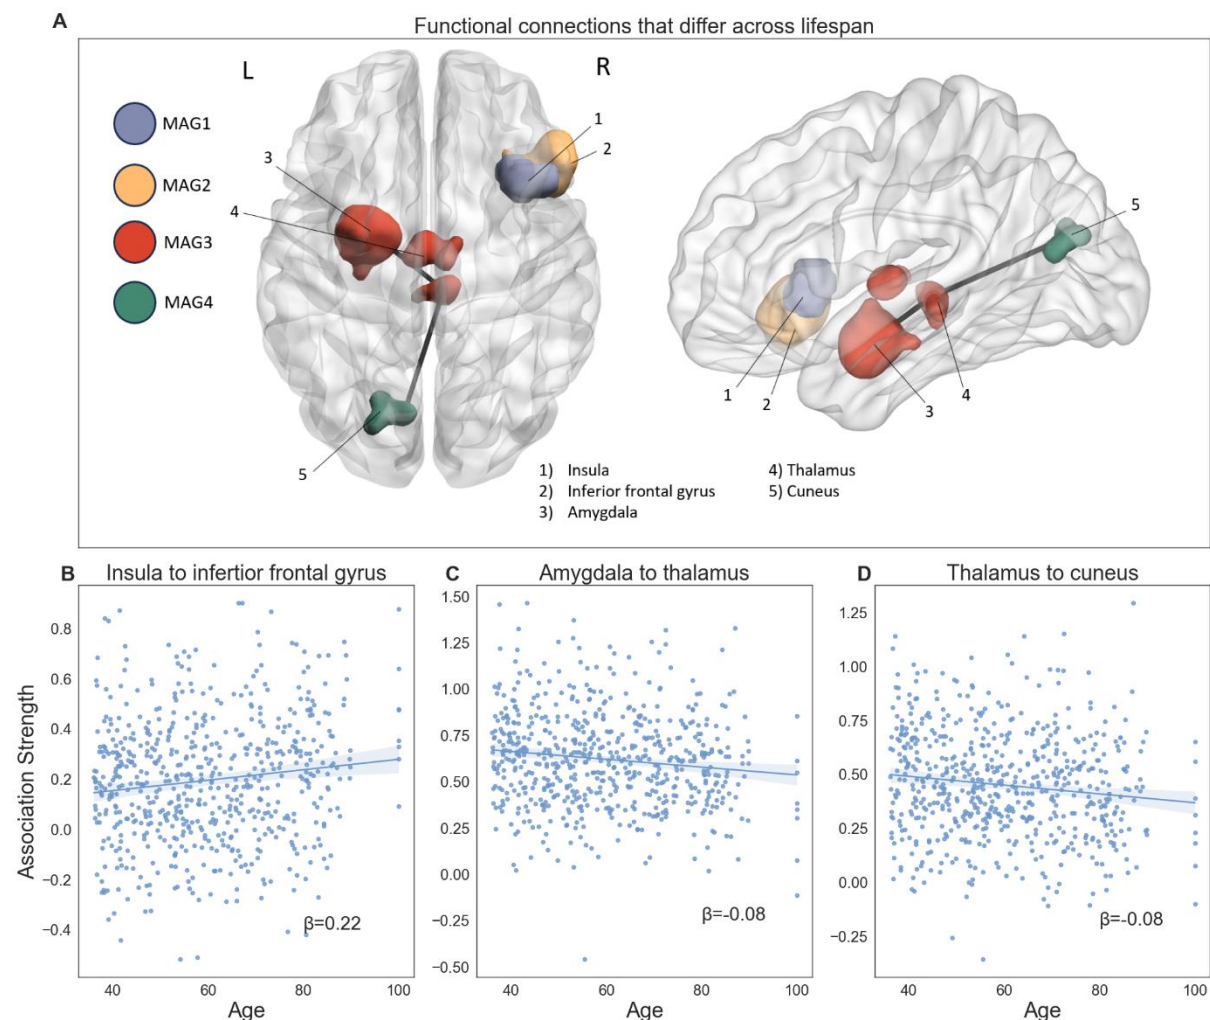 A
Functional connections that differ across lifespan
L
R
MAG1
MAG2
MAG3
MAG4
3
4
5
1
2
5
1
2
3
4
1) Insula
2) Inferior frontal gyrus
3) Amygdala
4) Thalamus
5) Cuneus
B Insula to infertior frontal gyrus
Association Strength
0.8
0.6
0.4
0.2
0.0
−0.2
−0.4
β=0.22
40 60 80 100
Age
C Amygdala to thalamus
1.50
1.25
1.00
0.75
0.50
0.25
0.00
−0.25
−0.50
β=-0.08
40 60 80 100
Age
D Thalamus to cuneus
1.25
1.00
0.75
0.50
0.25
0.00
−0.25
β=-0.08
40 60 80 100
Age